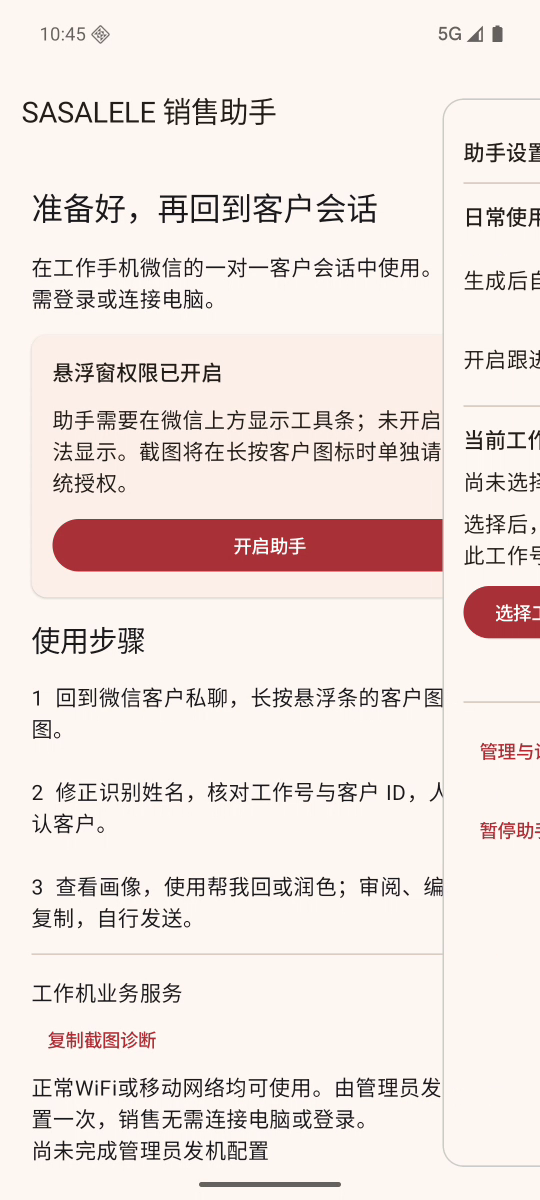 10:45
5G
SASALELE 销售助手
准备好，再回到客户会话
在工作手机微信的一对一客户会话中使用。
需登录或连接电脑。
悬浮窗权限已开启
助手需要在微信上方显示工具条；未开启
法显示。截图将在长按客户图标时单独请
统授权。
开启助手
使用步骤
1 回到微信客户私聊，长按悬浮条的客户图
图。
2 修正识别姓名，核对工作号与客户 ID，人
认客户。
3 查看画像，使用帮我回或润色；审阅、编
复制，自行发送。
工作机业务服务
复制截图诊断
正常WiFi或移动网络均可使用。由管理员发
置一次，销售无需连接电脑或登录。
尚未完成管理员发机配置
助手设置
日常使用
生成后自
开启跟进
当前工作
尚未选择
选择后，
此工作号
选择工
管理与
暂停助手